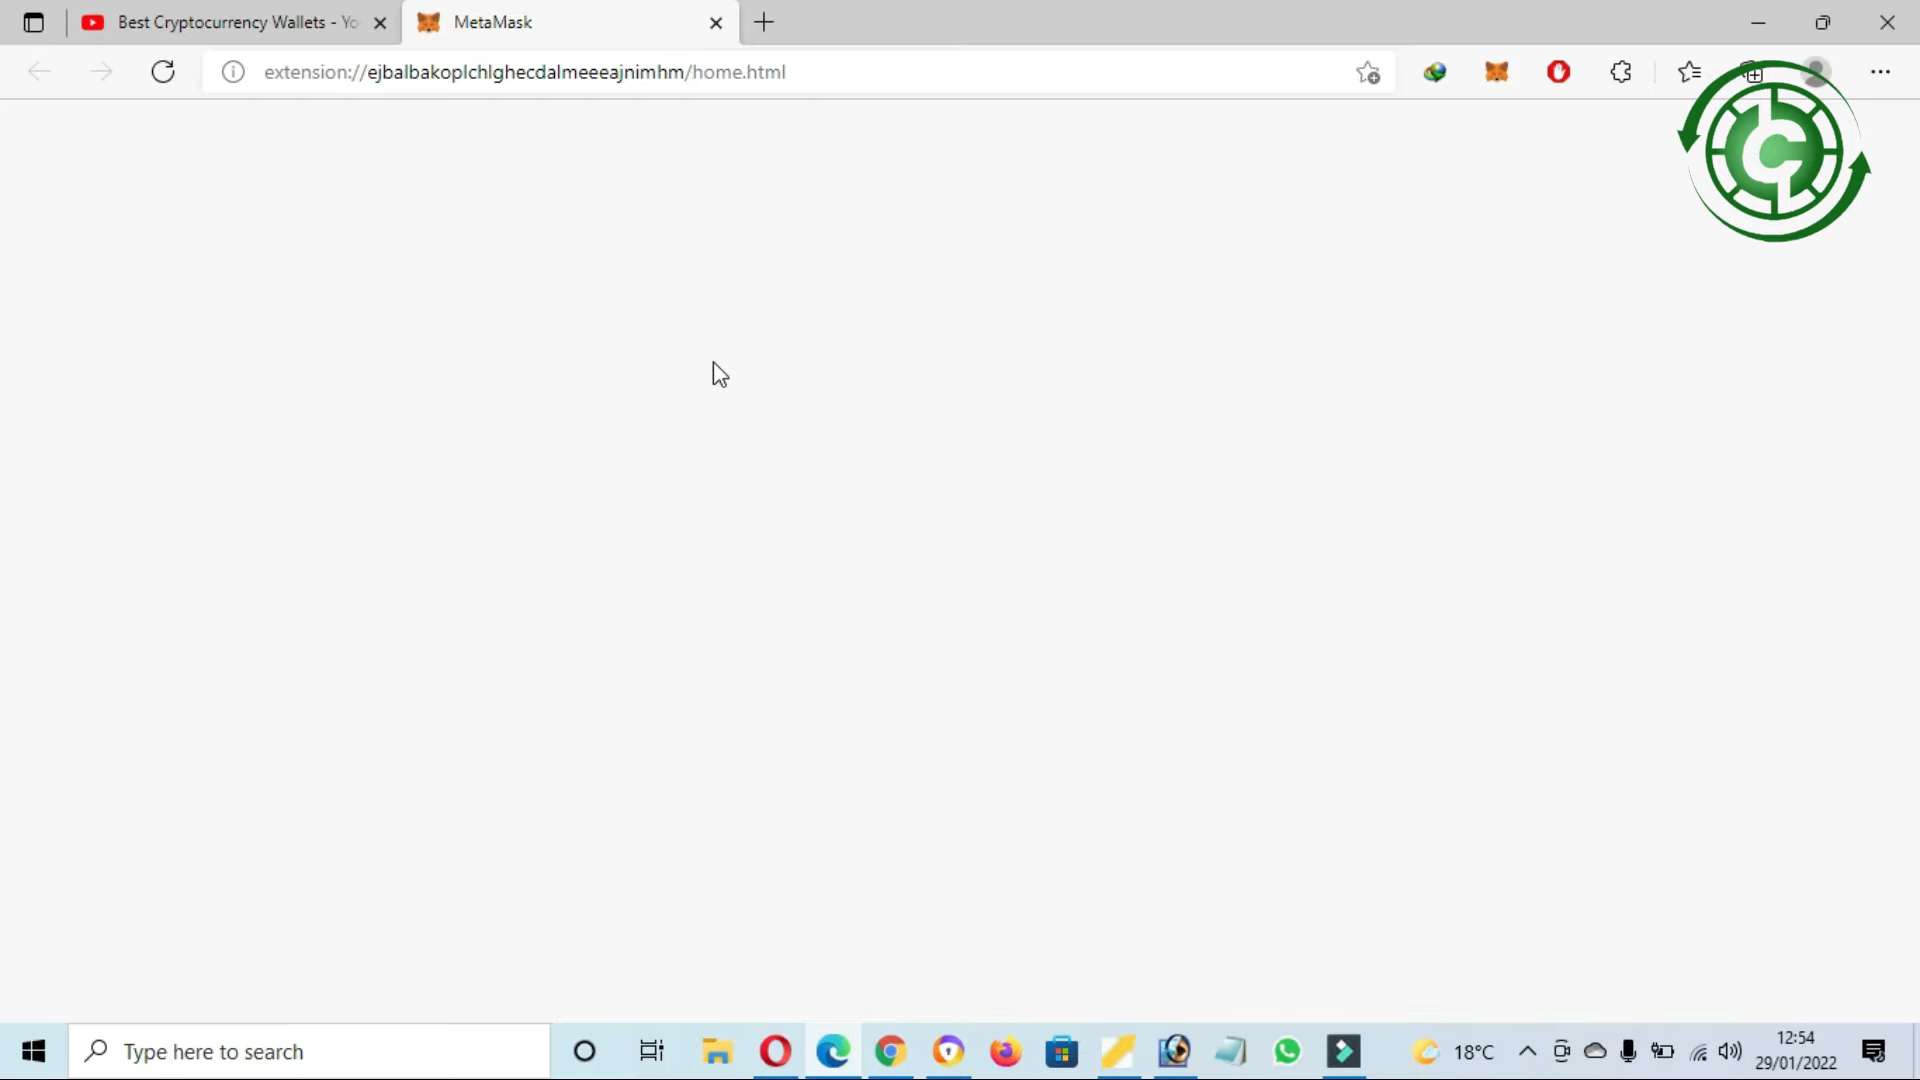 Best Cryptocurrency Wallets - Yo
MetaMask
extension://ejbalbakoplchlghecdalmeeeajnimhm/home.html
Type here to search
18°C
12:54
29/01/2022